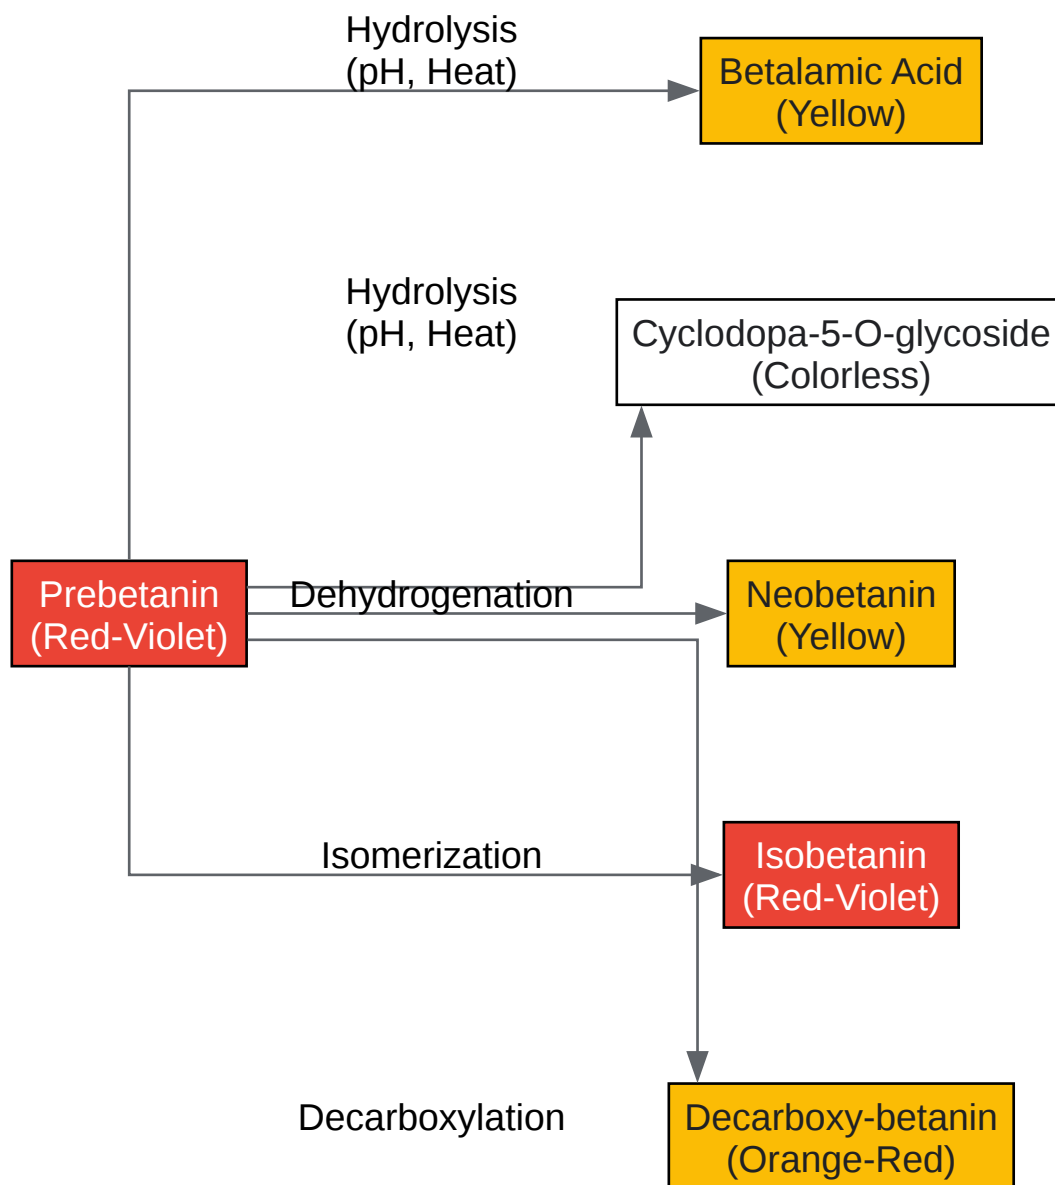 Hydrolysis
(pH, Heat)
Betalamic Acid
(Yellow)
Hydrolysis
(pH, Heat)
Cyclodopa-5-O-glycoside
(Colorless)
Prebetanin
(Red-Violet)
Dehydrogenation
Neobetanin
(Yellow)
Isomerization
Isobetanin
(Red-Violet)
Decarboxylation
Decarboxy-betanin
(Orange-Red)